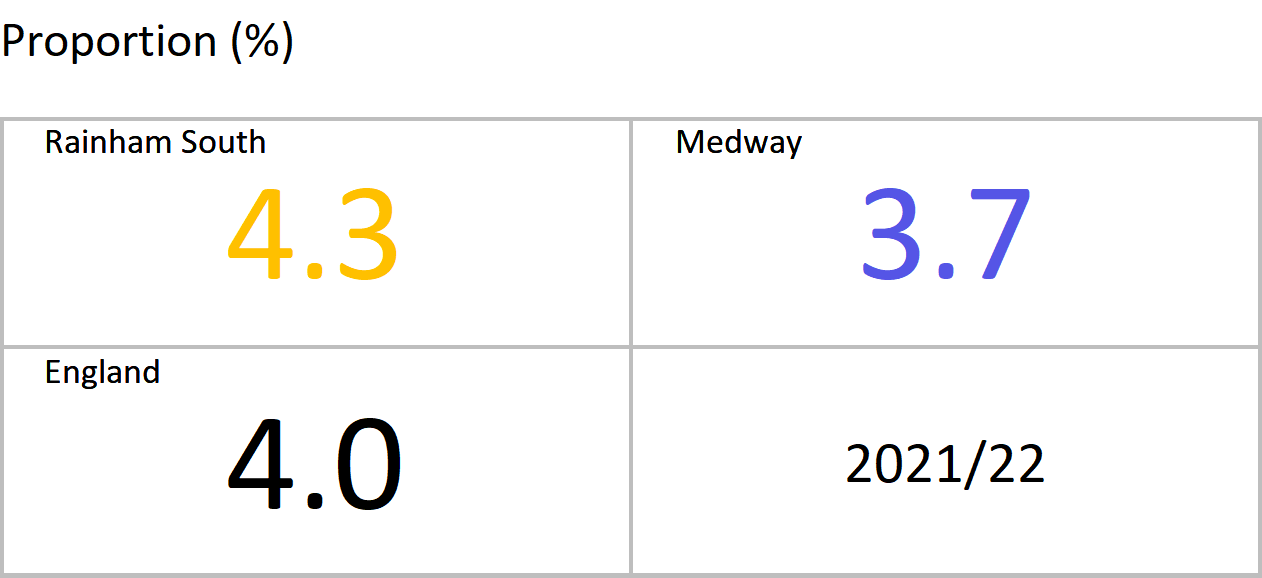 Proportion (%)
Rainham South
4.3
Medway
3.7
England
4.0
2021/22